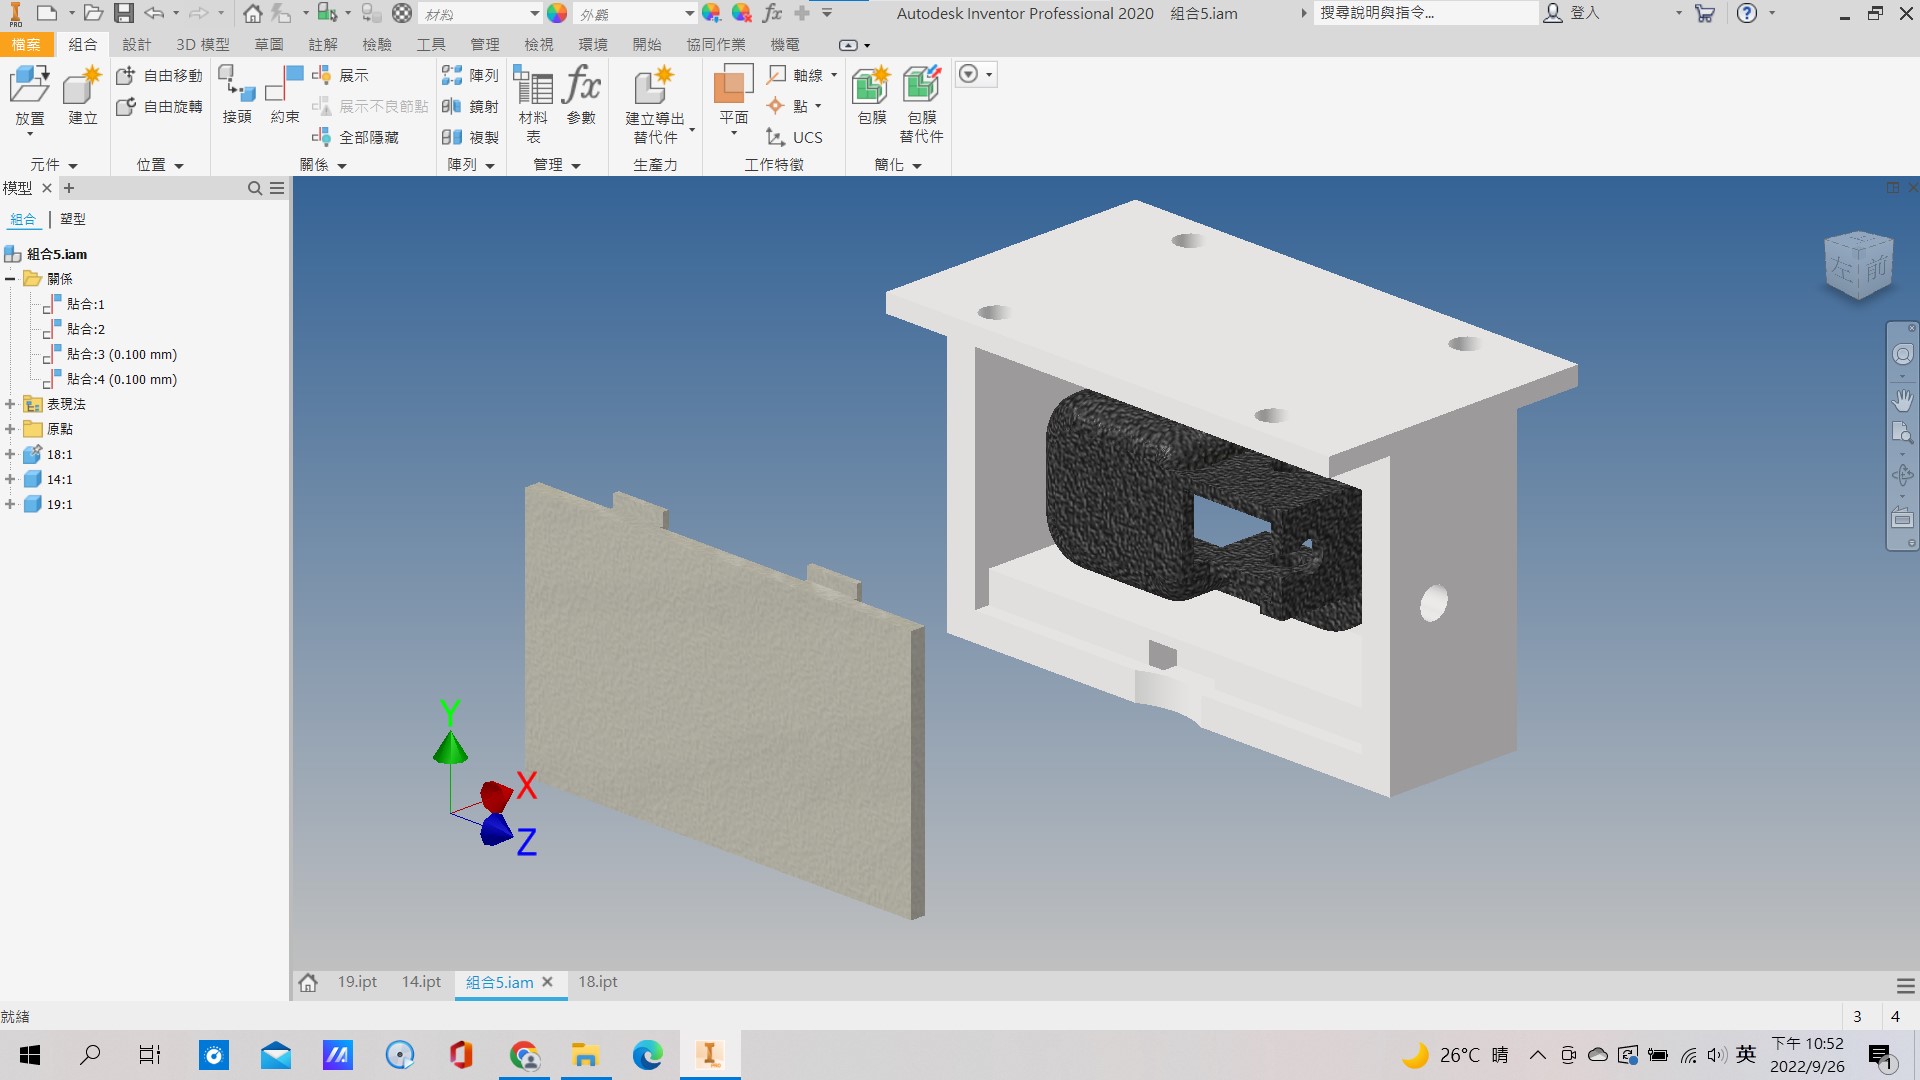 PRO 材料 外觀 fx Autodesk Inventor Professional 2020 組合5.iam 搜尋說明與指令... 登入
檔案 組合 設計 3D 模型 草圖 註解 檢驗 工具 管理 檢視 環境 開始 協同作業 機電
放置
建立
自由移動
自由旋轉
接頭
約束
展示
展示不良節點
全部隱藏
陣列
鏡射
複製
材料
表
fx
參數
建立導出
替代件
平面
軸線
點
UCS
包膜
包膜
替代件
元件 位置 關係 陣列 管理 生產力 工作特徵 簡化
模型
組合 | 塑型
組合5.iam
關係
貼合:1
貼合:2
貼合:3 (0.100 mm)
貼合:4 (0.100 mm)
表現法
原點
18:1
14:1
19:1
左 前
Y
X
Z
19.ipt 14.ipt 組合5.iam 18.ipt
就緒 3 4
26°C 晴 英 下午 10:52
2022/9/26
1